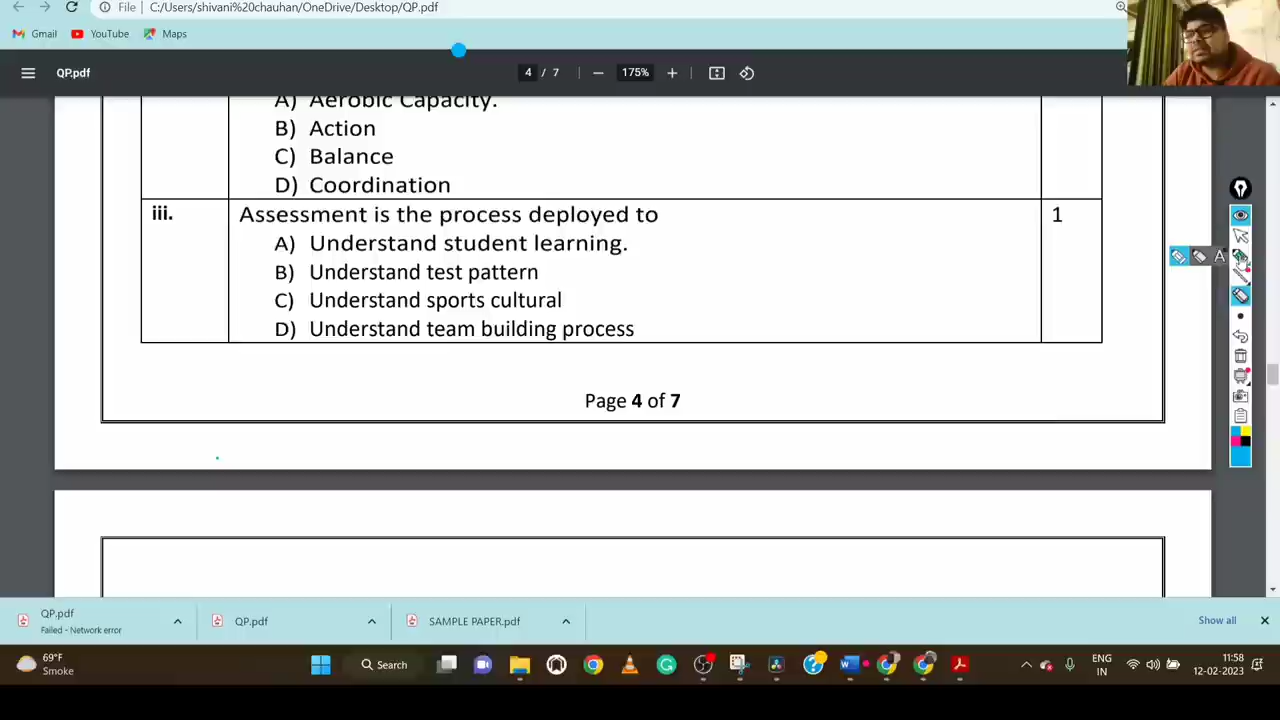 File
C:/Users/shivani%20chauhan/OneDrive/Desktop/QP.pdf
Gmail
YouTube
Maps
QP.pdf
4 / 7
175%
A) Aerobic Capacity.
B) Action
C) Balance
D) Coordination
iii.
Assessment is the process deployed to
1
A) Understand student learning.
B) Understand test pattern
C) Understand sports cultural
D) Understand team building process
Page 4 of 7
QP.pdf
Failed - Network error
QP.pdf
SAMPLE PAPER.pdf
Show all
69°F
Smoke
Search
ENG
IN
11:58
12-02-2023